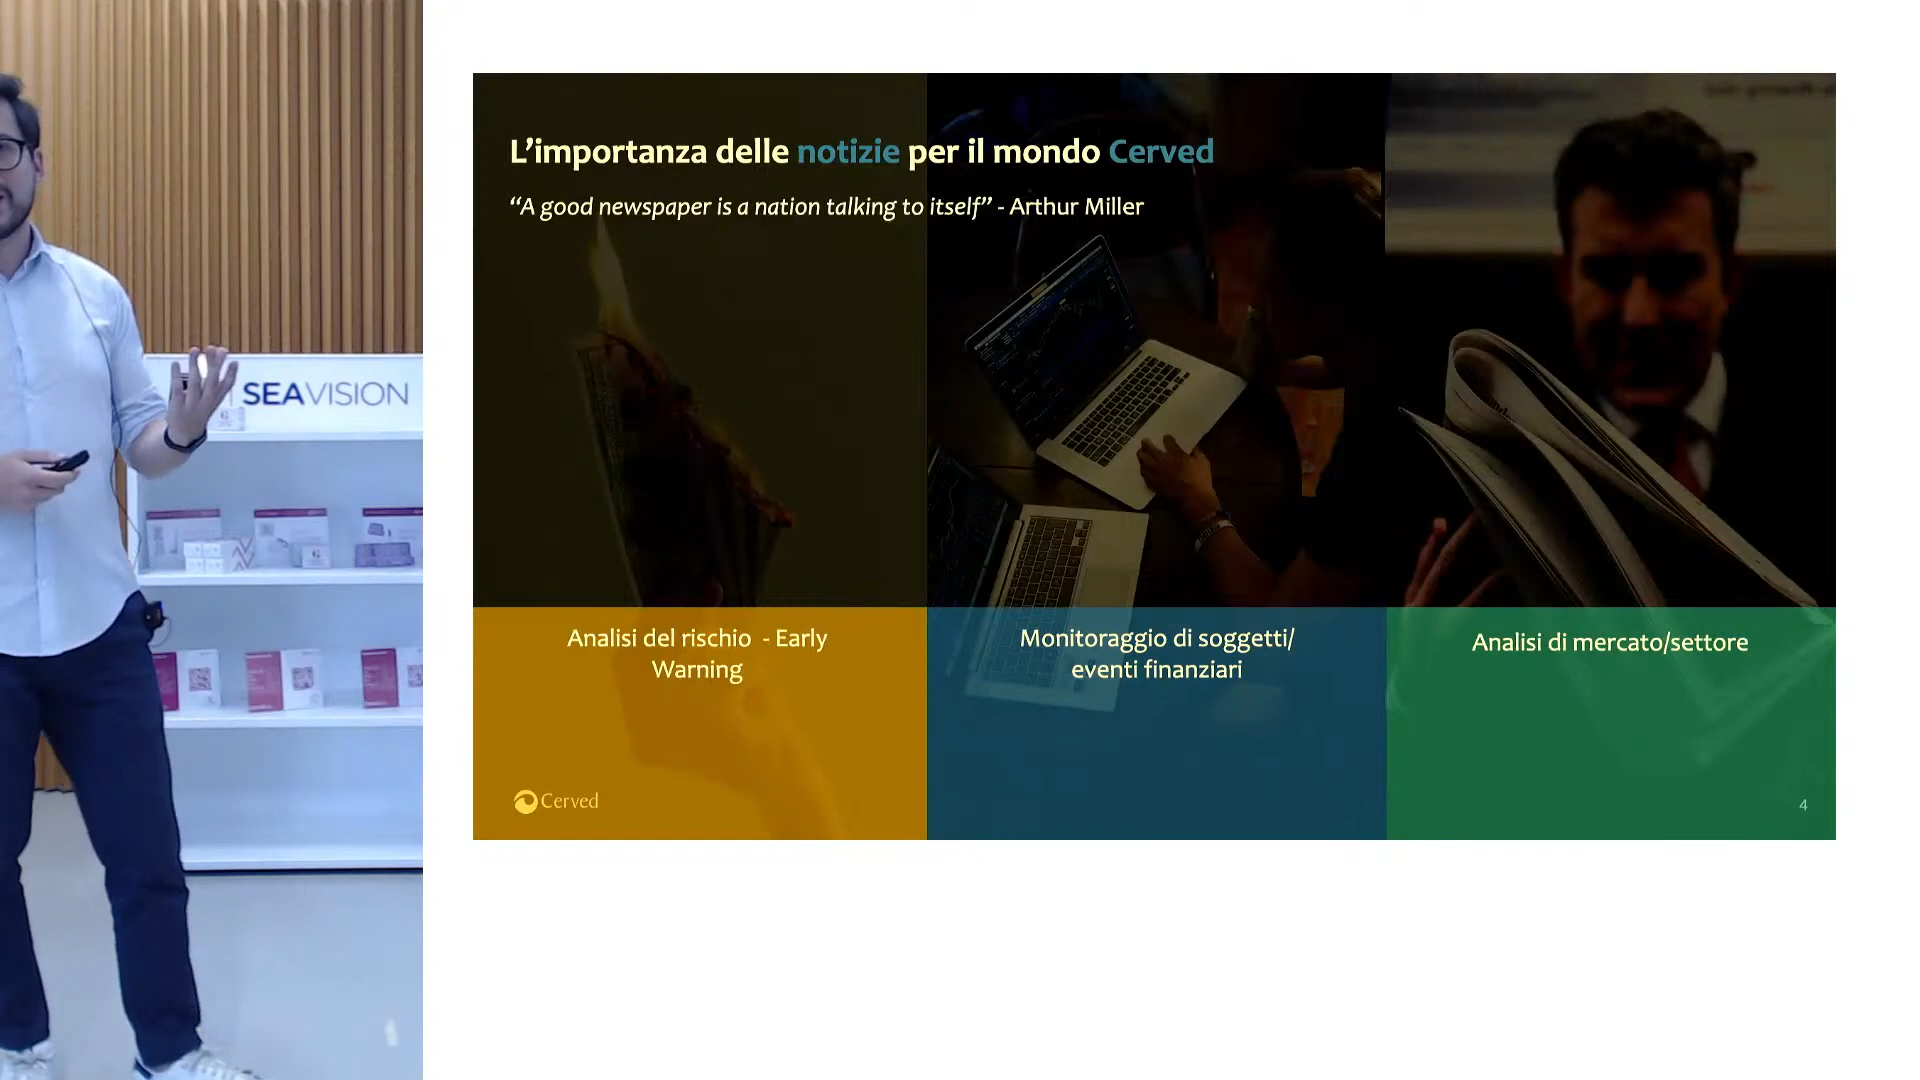 L’importanza delle notizie per il mondo Cerved
“A good newspaper is a nation talking to itself” - Arthur Miller
SEAVISION
Analisi del rischio - Early
Warning
Monitoraggio di soggetti/
eventi finanziari
Analisi di mercato/settore
Cerved
4